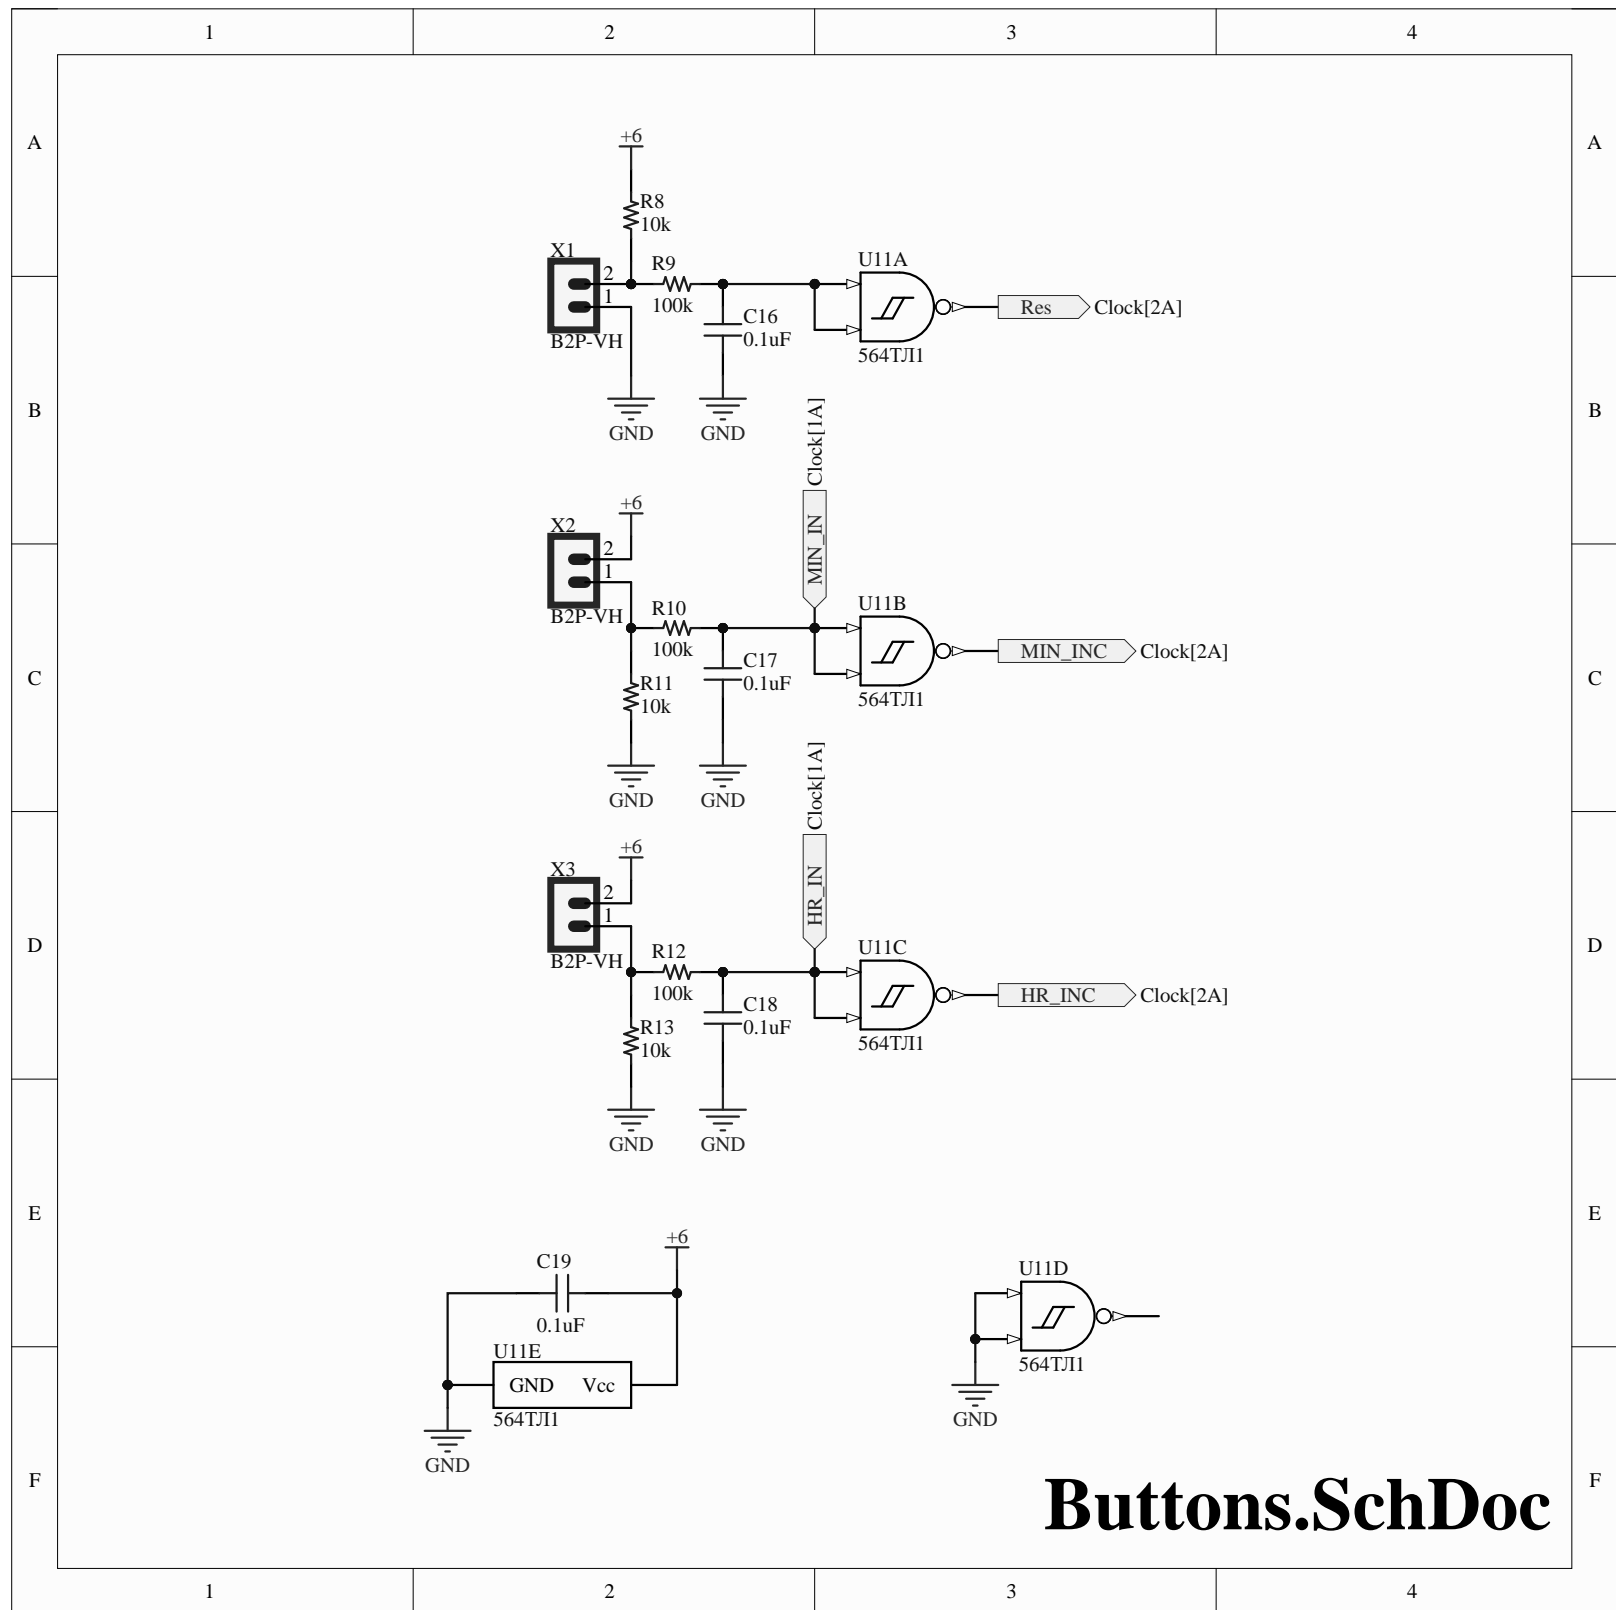 1 2 3 4
A A
+6
R8
10k
X1
2
1
B2P-VH
R9
100k
C16
0.1uF
U11A
564ТЛ1
Res
Clock[2A]
GND
GND
B B
Clock[1A]
MIN_IN
+6
X2
2
1
B2P-VH
R10
100k
C17
0.1uF
R11
10k
U11B
564ТЛ1
MIN_INC
Clock[2A]
C C
GND
GND
Clock[1A]
HR_IN
+6
X3
2
1
B2P-VH
R12
100k
C18
0.1uF
R13
10k
U11C
564ТЛ1
HR_INC
Clock[2A]
D D
GND
GND
E E
+6
C19
0.1uF
U11E
GND Vcc
564ТЛ1
GND
U11D
564ТЛ1
GND
F F
Buttons.SchDoc
1 2 3 4